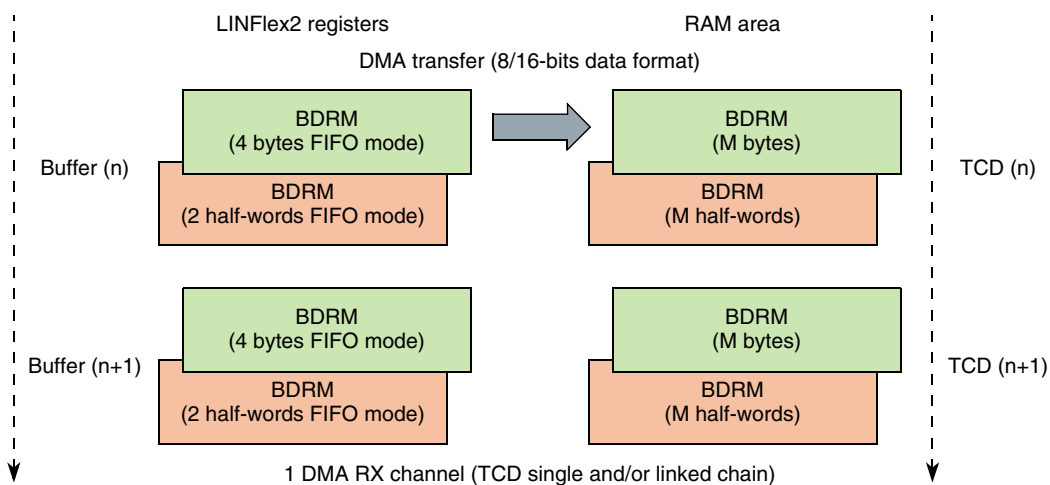 LINFlex2 registers
RAM area
DMA transfer (8/16-bits data format)
BDRM
(4 bytes FIFO mode)
BDRM
(M bytes)
Buffer (n)
TCD (n)
BDRM
(2 half-words FIFO mode)
BDRM
(M half-words)
BDRM
(4 bytes FIFO mode)
BDRM
(M bytes)
Buffer (n+1)
TCD (n+1)
BDRM
(2 half-words FIFO mode)
BDRM
(M half-words)
1 DMA RX channel (TCD single and/or linked chain)